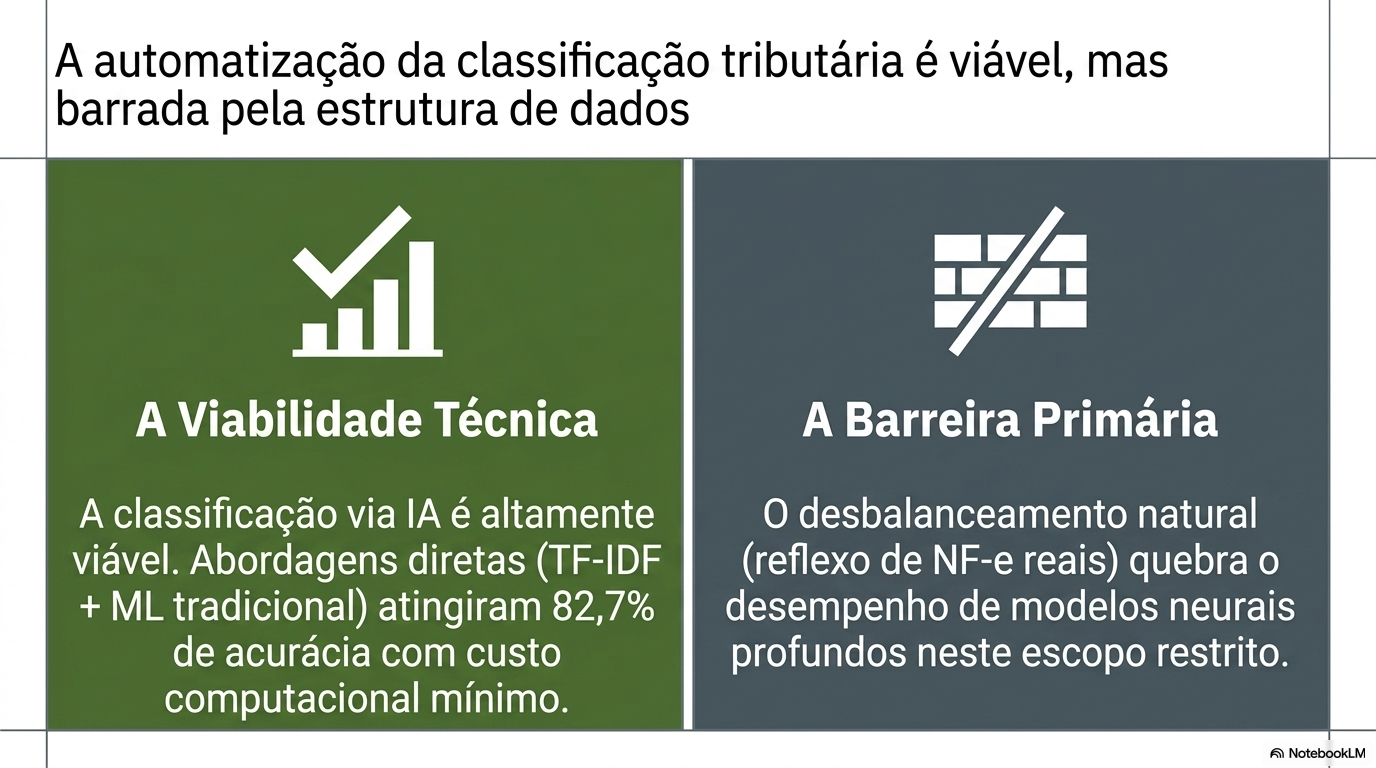 A automatização da classificação tributária é viável, mas
barrada pela estrutura de dados
A Viabilidade Técnica
A classificação via IA é altamente
viável. Abordagens diretas (TF-IDF
+ ML tradicional) atingiram 82,7%
de acurácia com custo
computacional mínimo.
A Barreira Primária
O desbalanceamento natural
(reflexo de NF-e reais) quebra o
desempenho de modelos neurais
profundos neste escopo restrito.
NotebookLM